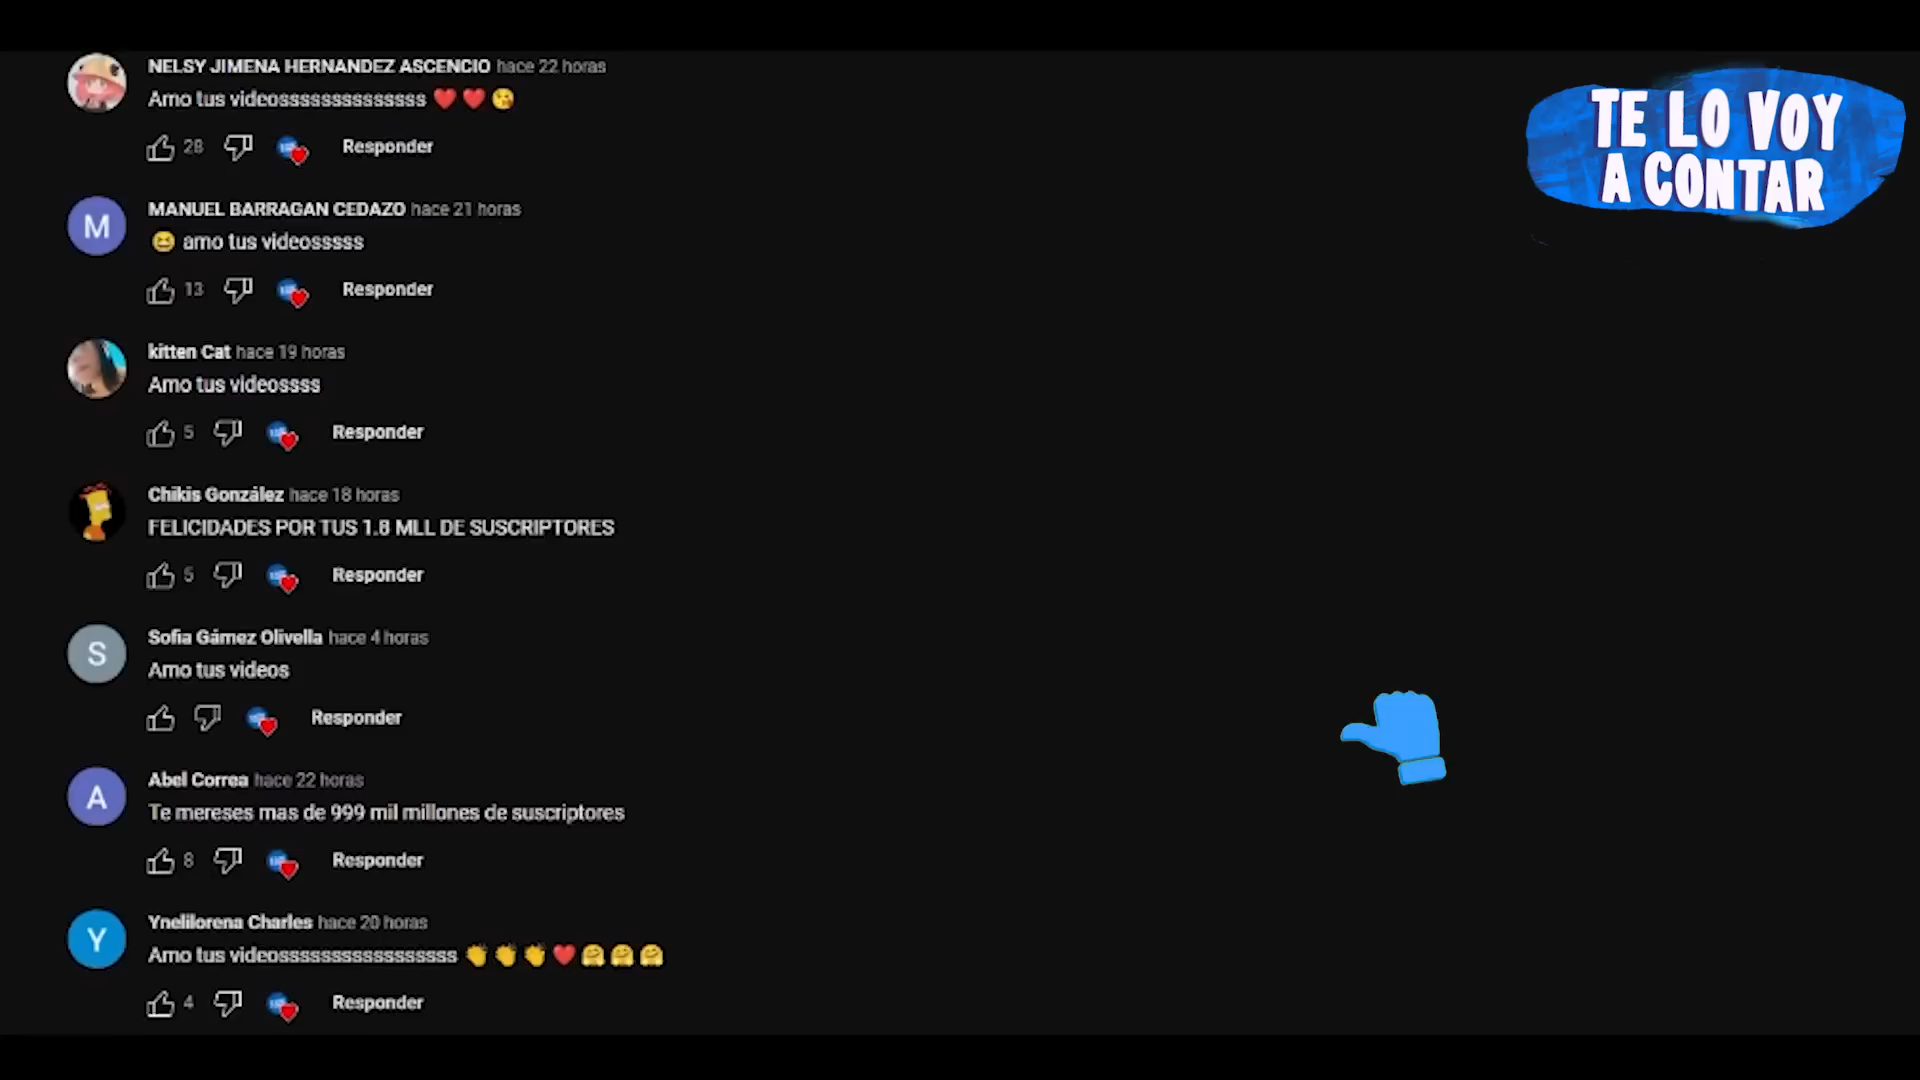 NELSY JIMENA HERNANDEZ ASCENCIO hace 22 horas
Amo tus videossssssssssssss ❤️ ❤️ 😘
28 Responder
MANUEL BARRAGAN CEDAZO hace 21 horas
😆 amo tus videosssss
13 Responder
kitten Cat hace 19 horas
Amo tus videossss
5 Responder
Chikis González hace 18 horas
FELICIDADES POR TUS 1.8 MLL DE SUSCRIPTORES
5 Responder
Sofia Gámez Olivella hace 4 horas
Amo tus videos
Responder
Abel Correa hace 22 horas
Te mereses mas de 999 mil millones de suscriptores
8 Responder
Ynelilorena Charles hace 20 horas
Amo tus videosssssssssssssssss 👏 👏 👏 ❤️ 🤗 🤗 🤗
4 Responder
TE LO VOY
A CONTAR
M
S
A
Y